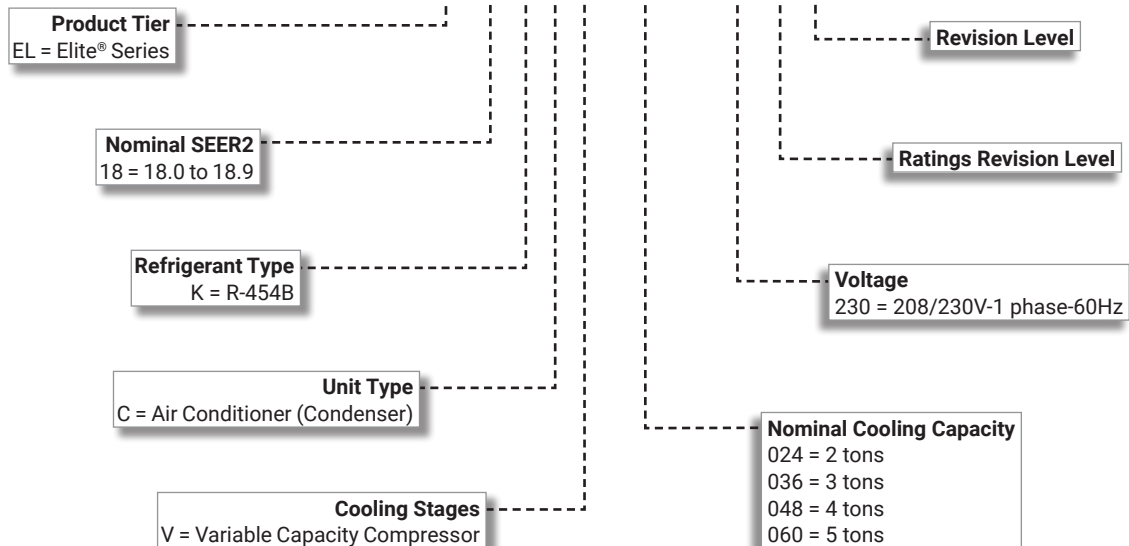 Product Tier
EL = Elite® Series
Revision Level
Nominal SEER2
18 = 18.0 to 18.9
Ratings Revision Level
Refrigerant Type
K = R-454B
Voltage
230 = 208/230V-1 phase-60Hz
Unit Type
C = Air Conditioner (Condenser)
Nominal Cooling Capacity
024 = 2 tons
036 = 3 tons
048 = 4 tons
060 = 5 tons
Cooling Stages
V = Variable Capacity Compressor